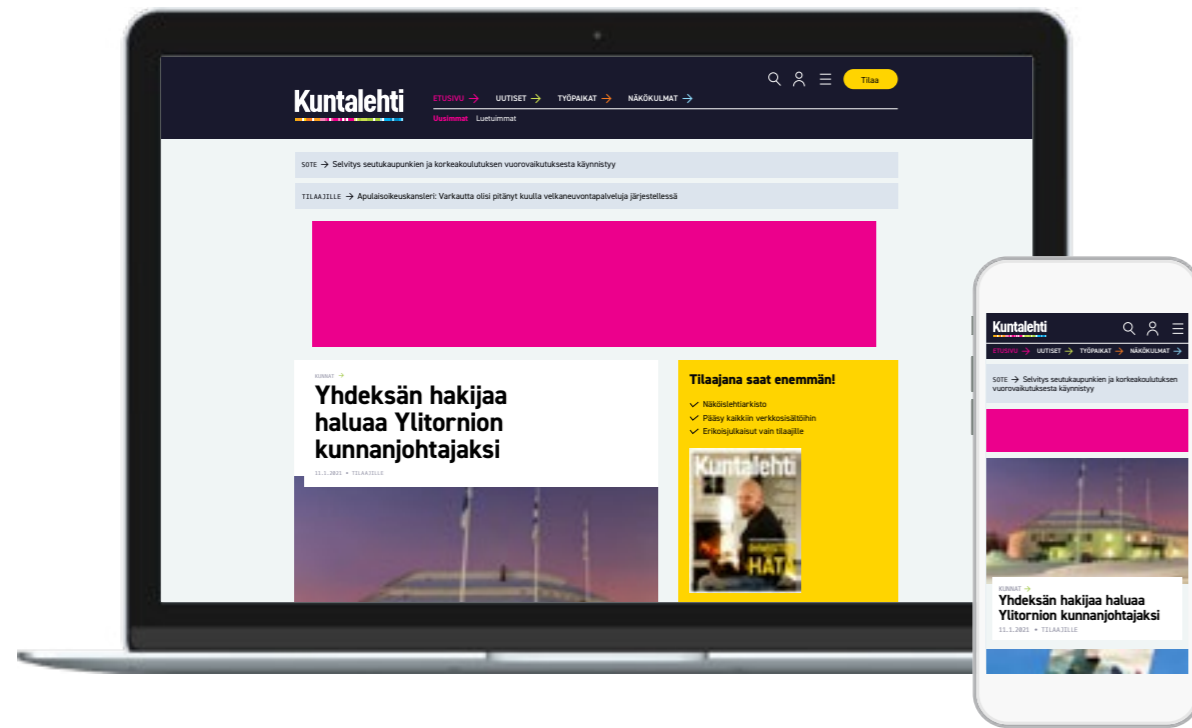 Tilaa
Kuntalehti
ETUSIVU → UUTISET → TYÖPAIKAT → NÄKÖKULMAT →
Uusimmat Luetuimmat
SOTE → Selvitys seutukaupunkien ja korkeakoulutuksen vuorovaikutuksesta käynnistyy
TILAAJILLE → Apulaisoikeuskansleri: Varkautta olisi pitänyt kuulla velkaneuvontapalveluja järjestellessä
KUNNAT →
Yhdeksän hakijaa
haluaa Ylitornion
kunnanjohtajaksi
11.1.2021 • TILAAJILLE
Tilaajana saat enemmän!
Näköislehtiarkisto
Pääsy kaikkiin verkkosisältöihin
Erikoisjulkaisut vain tilaajille
Kuntalehti
Kuntalehti
ETUSIVU → UUTISET → TYÖPAIKAT → NÄKÖKULMAT →
SOTE → Selvitys seutukaupunkien ja korkeakoulutuksen
vuorovaikutuksesta käynnistyy
KUNNAT →
Yhdeksän hakijaa haluaa
Ylitornion kunnanjohtajaksi
11.1.2021 • TILAAJILLE